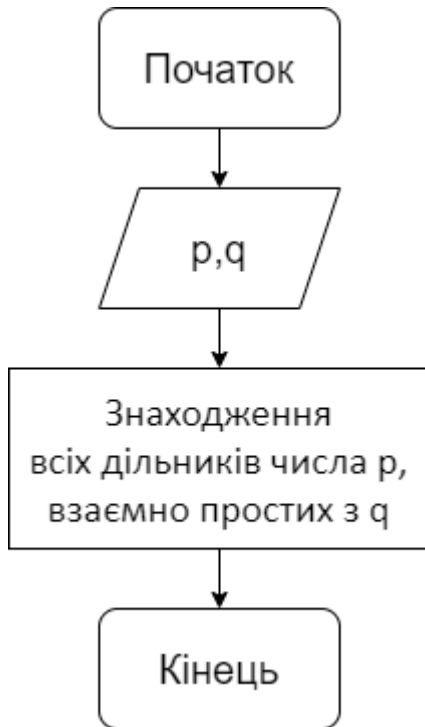 Початок
p,q
Знаходження
всіх дільників числа p,
взаємно простих з q
Кінець